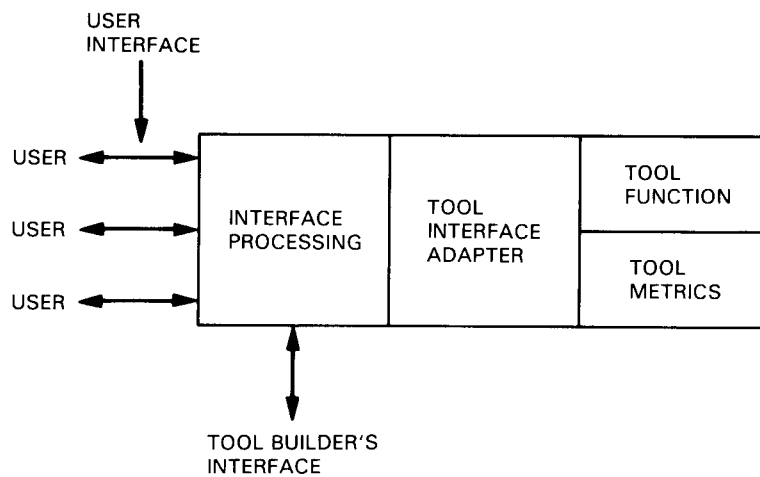 USER
INTERFACE
USER
USER
USER
INTERFACE
PROCESSING
TOOL
INTERFACE
ADAPTER
TOOL
FUNCTION
TOOL
METRICS
TOOL BUILDER'S
INTERFACE